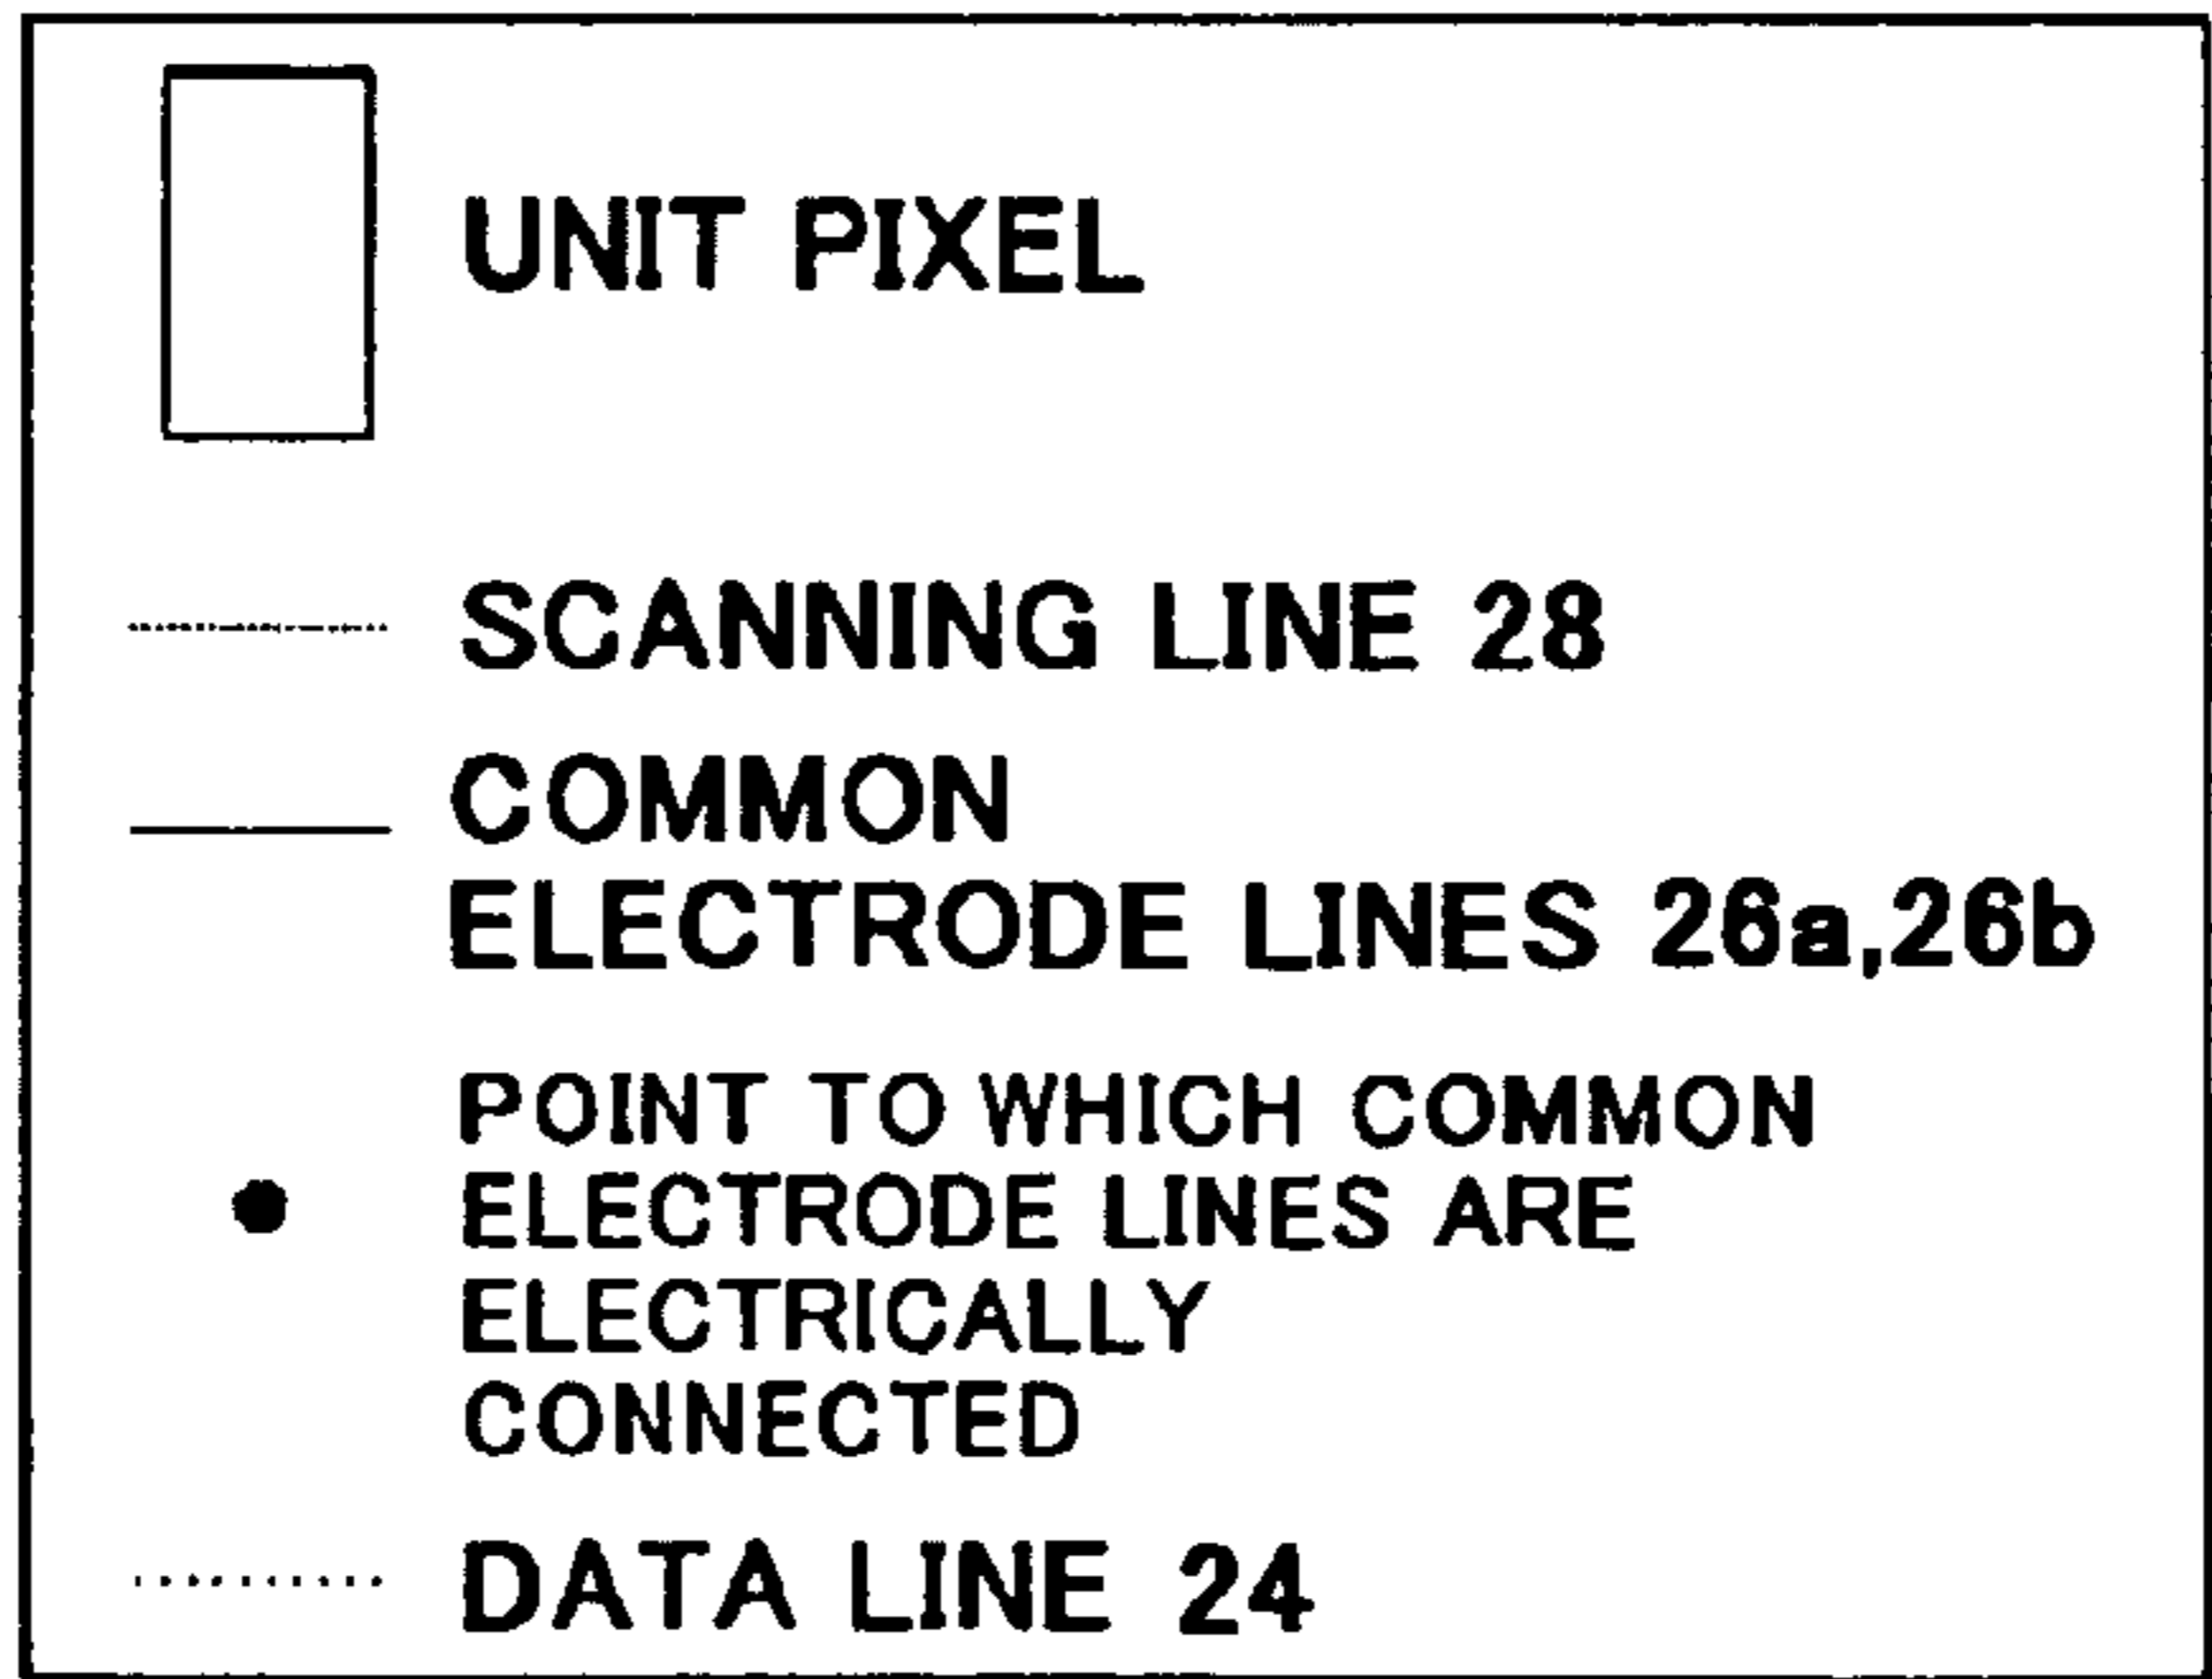 UNIT PIXEL
SCANNING LINE 28
COMMON
ELECTRODE LINES 26a,26b
POINT TO WHICH COMMON
ELECTRODE LINES ARE
ELECTRICALLY
CONNECTED
DATA LINE 24